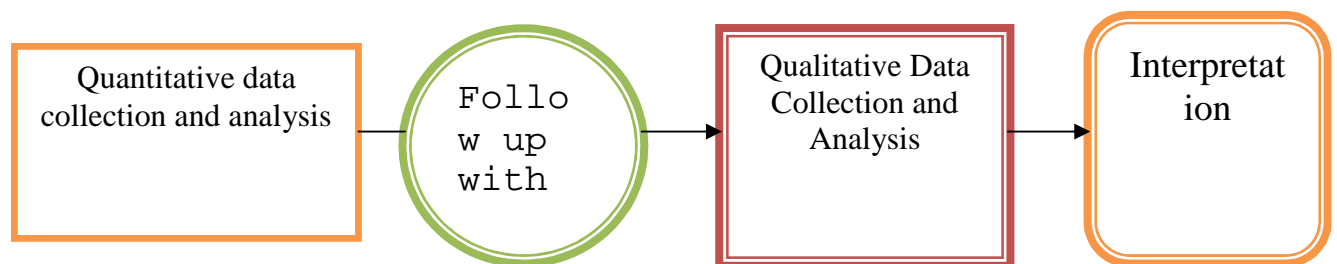 Quantitative data
collection and analysis
Follo
w up
with
Qualitative Data
Collection and
Analysis
Interpretat
ion